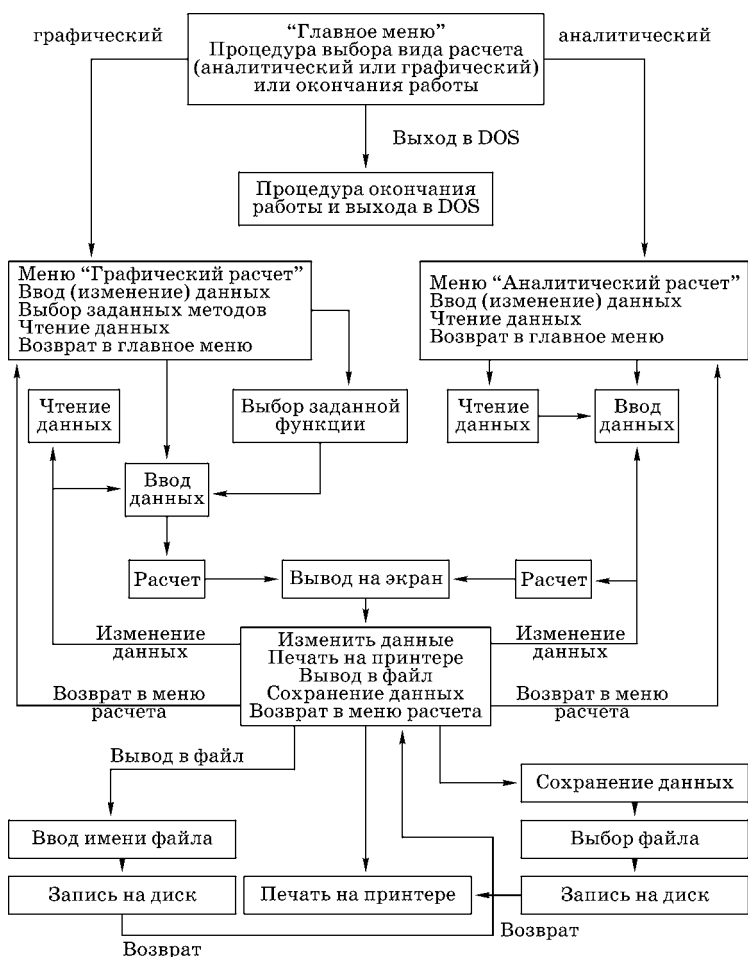 графический
“Главное меню”
Процедура выбора вида расчета
(аналитический или графический)
или окончания работы
аналитический
Выход в DOS
Процедура окончания
работы и выхода в DOS
Меню “Графический расчет”
Ввод (изменение) данных
Выбор заданных методов
Чтение данных
Возврат в главное меню
Меню “Аналитический расчет”
Ввод (изменение) данных
Чтение данных
Возврат в главное меню
Чтение
данных
Выбор заданной
функции
Чтение
данных
Ввод
данных
Ввод
данных
Расчет
Вывод на экран
Расчет
Изменение
данных
Изменить данные
Печать на принтере
Вывод в файл
Сохранение данных
Возврат в меню расчета
Изменение
данных
Возврат в меню
расчета
Возврат в меню
расчета
Вывод в файл
Сохранение данных
Ввод имени файла
Выбор файла
Запись на диск
Печать на принтере
Запись на диск
Возврат
Возврат